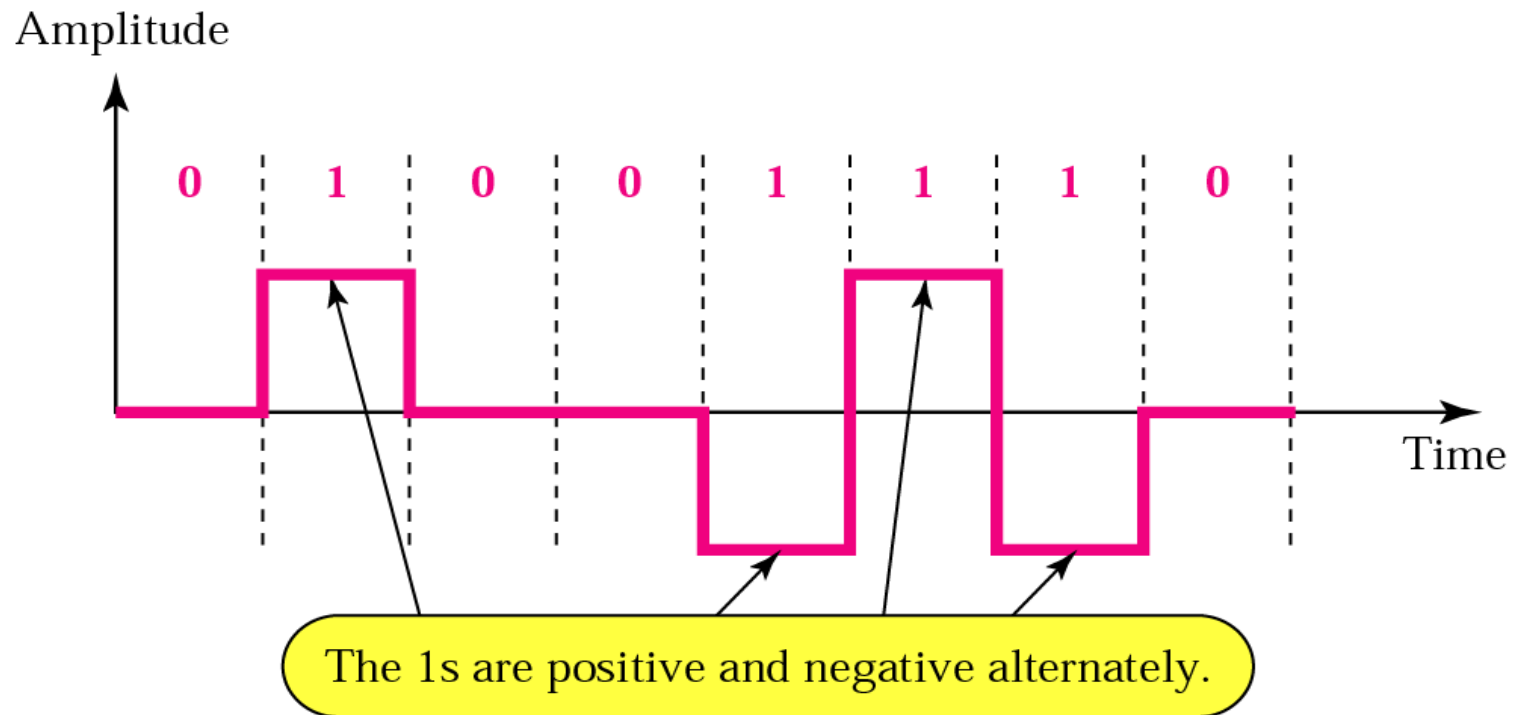 Amplitude
0 1 0 0 1 1 1 0
Time
The 1s are positive and negative alternately.